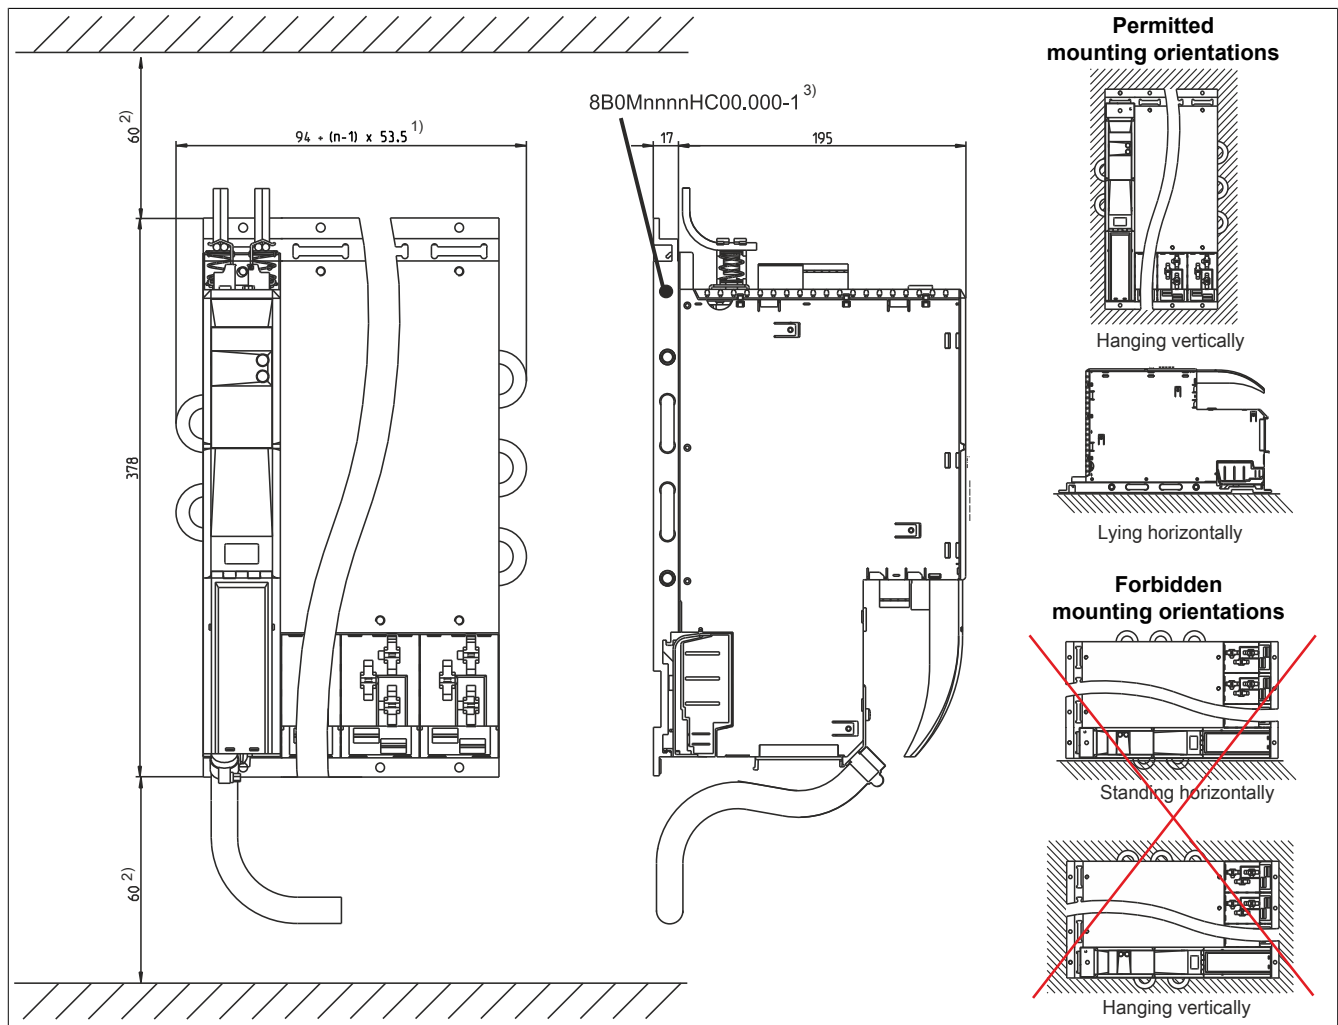 60 2)
94 + (n-1) x 53.5 1)
378
60 2)
8B0MnnnnHC00.000-1 3)
17
195
Permitted
mounting orientations
Hanging vertically
Lying horizontally
Forbidden
mounting orientations
Standing horizontally
Hanging vertically